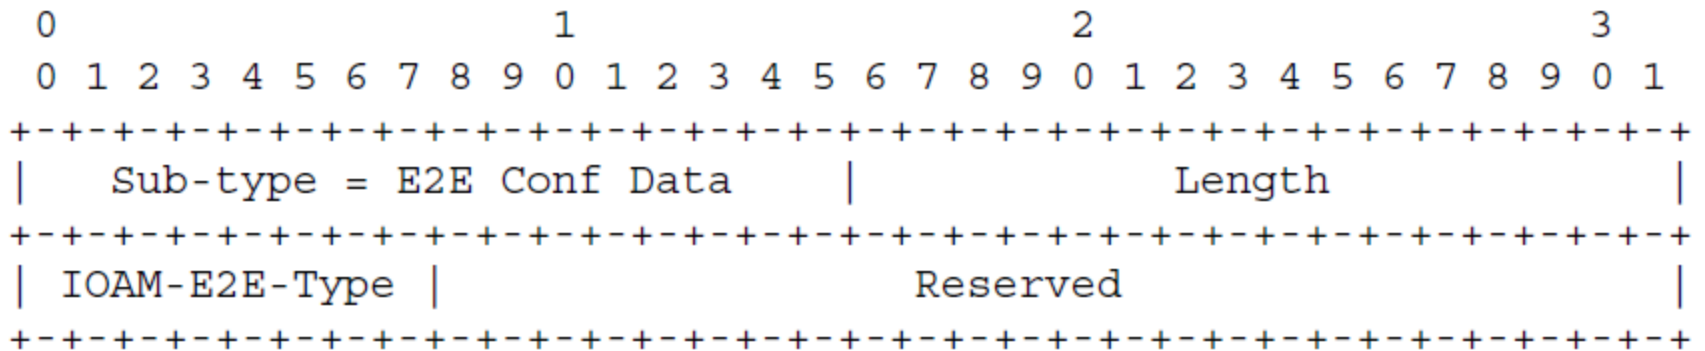 0                   1                   2                   3
 0 1 2 3 4 5 6 7 8 9 0 1 2 3 4 5 6 7 8 9 0 1 2 3 4 5 6 7 8 9 0 1
+-+-+-+-+-+-+-+-+-+-+-+-+-+-+-+-+-+-+-+-+-+-+-+-+-+-+-+-+-+-+-+-+
|   Sub-type = E2E Conf Data    |            Length             |
+-+-+-+-+-+-+-+-+-+-+-+-+-+-+-+-+-+-+-+-+-+-+-+-+-+-+-+-+-+-+-+-+
| IOAM-E2E-Type |                  Reserved                     |
+-+-+-+-+-+-+-+-+-+-+-+-+-+-+-+-+-+-+-+-+-+-+-+-+-+-+-+-+-+-+-+-+